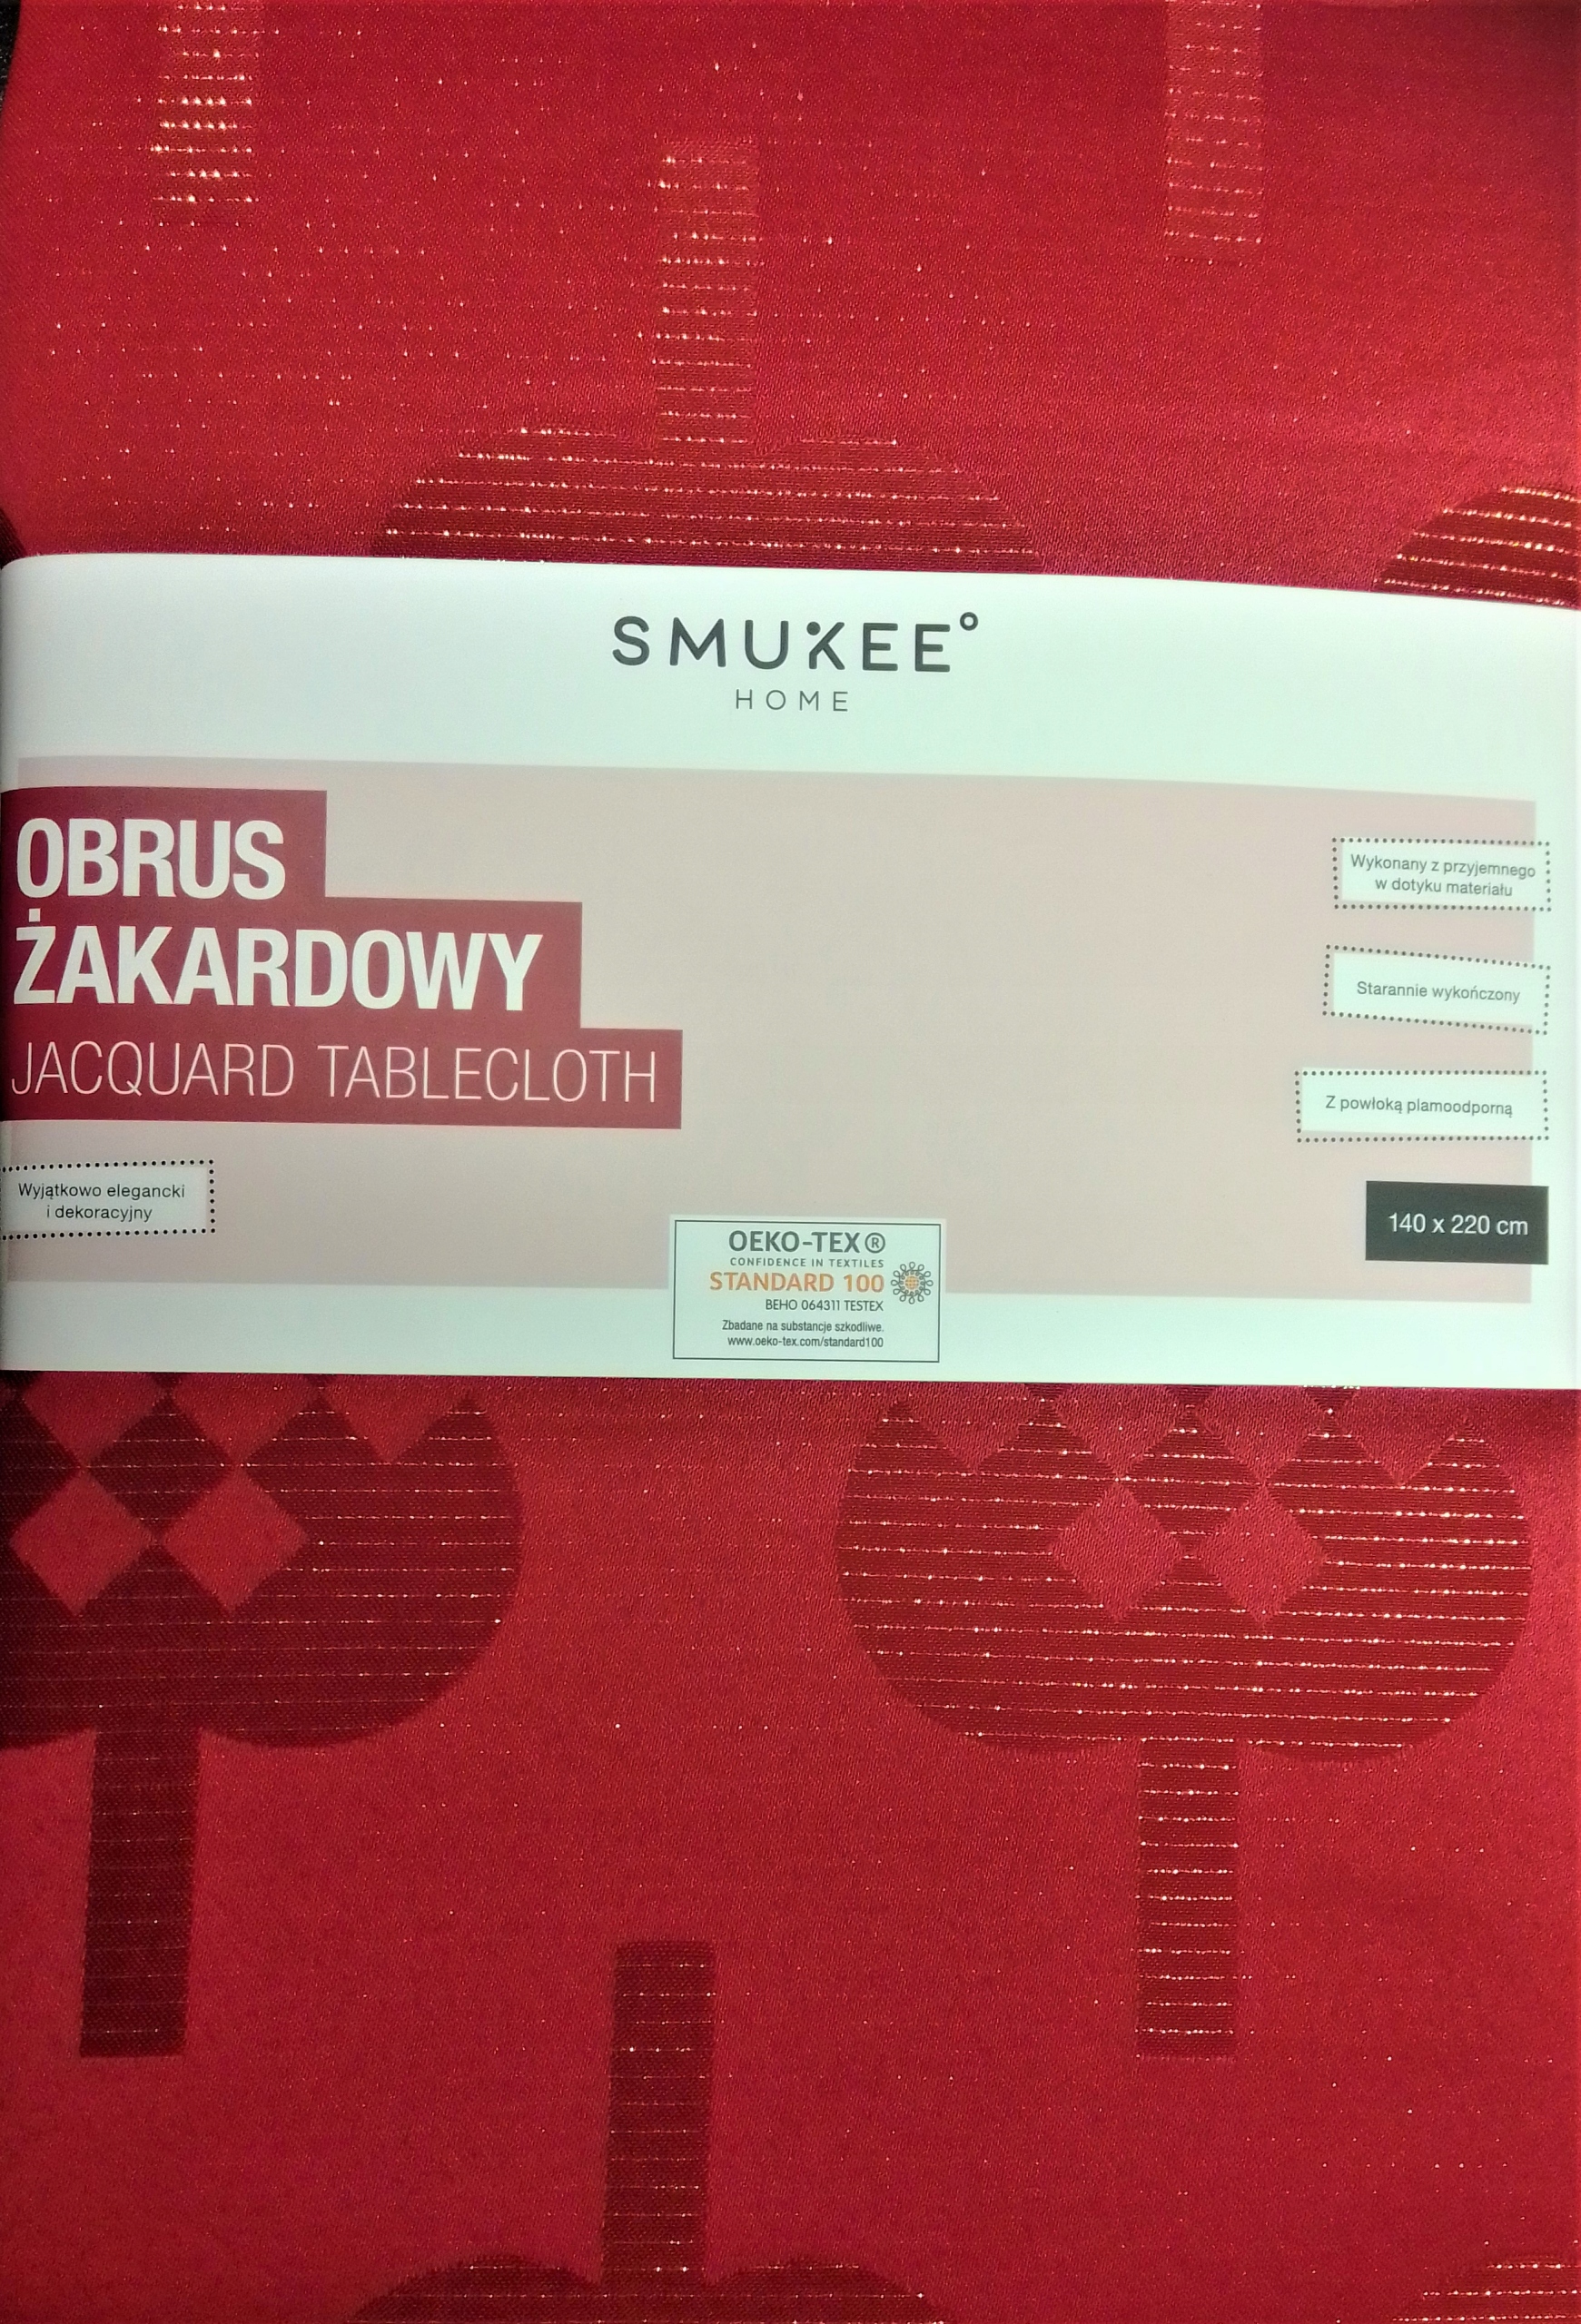 SMUKEE°
HOME
OBRUS
ŻAKARDOWY
JACQUARD TABLECLOTH
Wyjątkowo elegancki
i dekoracyjny
Wykonany z przyjemnego
w dotyku materiału
Starannie wykończony
Z powłoką plamoodporną
140 x 220 cm
OEKO-TEX®
CONFIDENCE IN TEXTILES
STANDARD 100
BEHO 064311 TESTEX
Zbadane na substancje szkodliwe.
www.oeko-tex.com/standard100